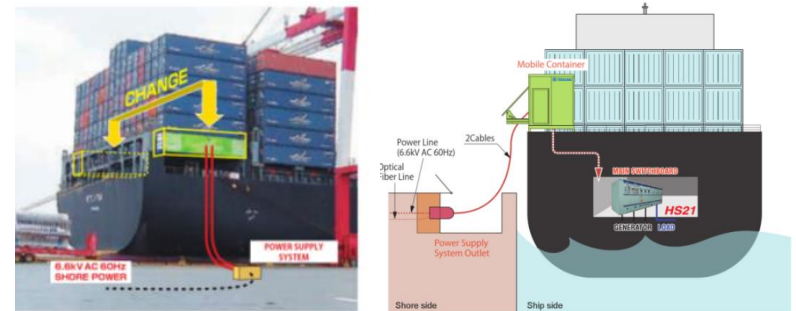 CHANGE
POWER SUPPLY
SYSTEM
6.6kV AC 60Hz
SHORE POWER
Mobile Container
2Cables
Power Line
(6.6kV AC 60Hz)
Optical
Fiber Line
MAIN SWITCHBOARD
HS21
GENERATOR LOAD
Power Supply
System Outlet
Shore side
Ship side